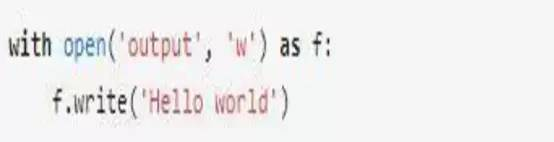 with open('output', 'w') as f:
    f.write('Hello world')